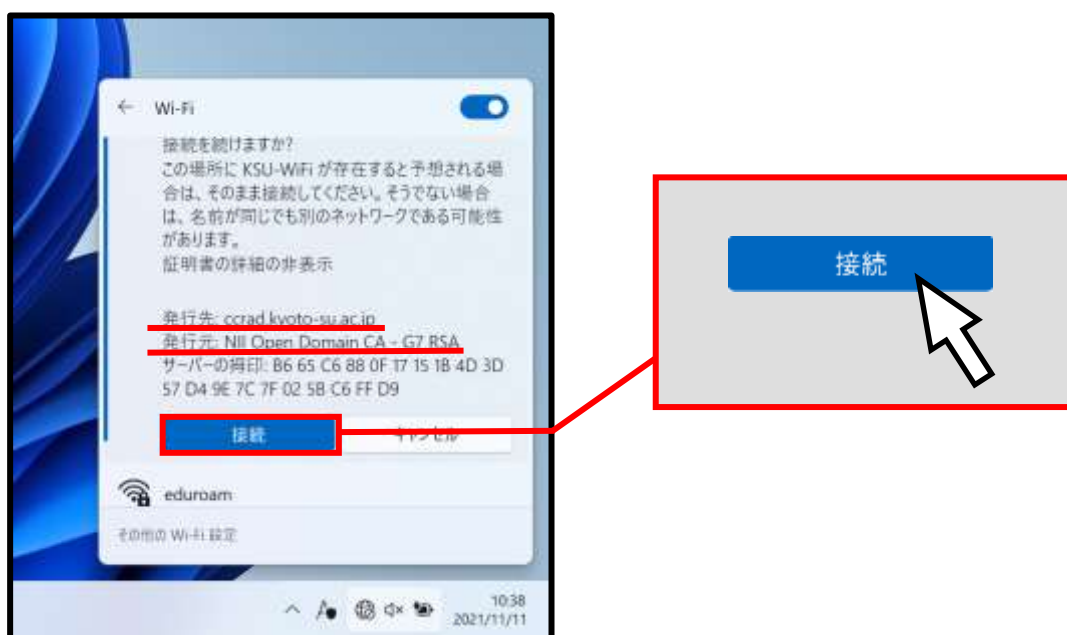 Wi-Fi
接続を続けますか?
この場所に KSU-WiFi が存在すると予想される場
合は、そのまま接続してください。そうでない場合
は、名前が同じでも別のネットワークである可能性
があります。
証明書の詳細の非表示
発行先: ccrad.kyoto-su.ac.jp
発行元: NII Open Domain CA - G7 RSA
サーバーの拇印: B6 65 C6 88 0F 17 15 1B 4D 3D
57 D4 9E 7C 7F 02 5B C6 FF D9
接続
キャンセル
eduroam
その他の Wi-Fi 設定
10:38
2021/11/11
接続